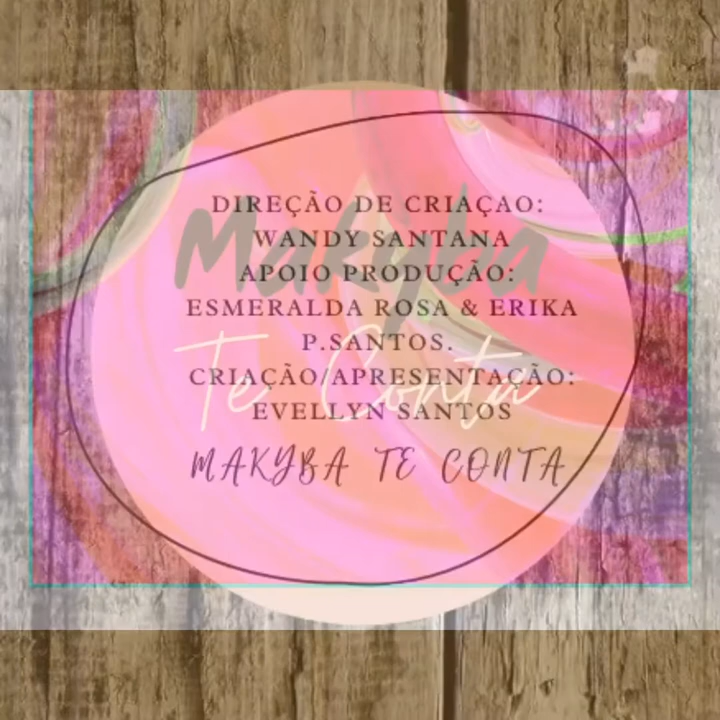 DIREÇÃO DE CRIAÇAO:
WANDY SANTANA
APOIO PRODUÇÃO:
ESMERALDA ROSA & ERIKA
P.SANTOS.
CRIAÇÃO/APRESENTAÇÃO:
EVELLYN SANTOS
MAKYBA TE CONTA
Makyba
Te Conta